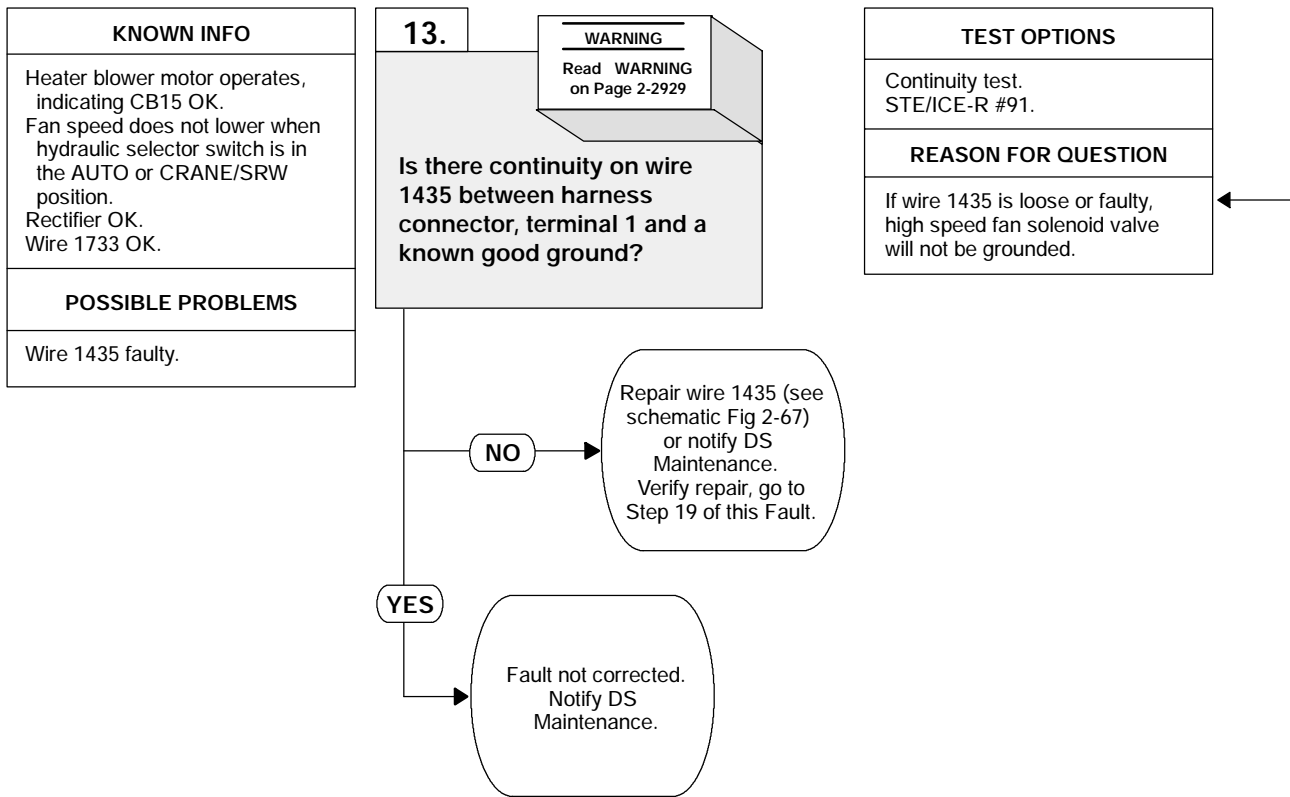 KNOWN INFO
Heater blower motor operates,
indicating CB15 OK.
Fan speed does not lower when
hydraulic selector switch is in
the AUTO or CRANE/SRW
position.
Rectifier OK.
Wire 1733 OK.
POSSIBLE PROBLEMS
Wire 1435 faulty.
13.
WARNING
Read WARNING
on Page 2-2929
Is there continuity on wire
1435 between harness
connector, terminal 1 and a
known good ground?
TEST OPTIONS
Continuity test.
STE/ICE-R #91.
REASON FOR QUESTION
If wire 1435 is loose or faulty,
high speed fan solenoid valve
will not be grounded.
NO
Repair wire 1435 (see
schematic Fig 2-67)
or notify DS
Maintenance.
Verify repair, go to
Step 19 of this Fault.
YES
Fault not corrected.
Notify DS
Maintenance.